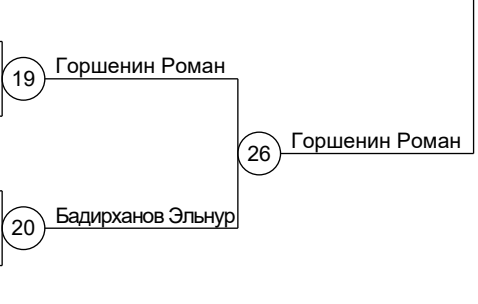 Горшенин Роман
19
26
Горшенин Роман
Бадирханов Эльнур
20